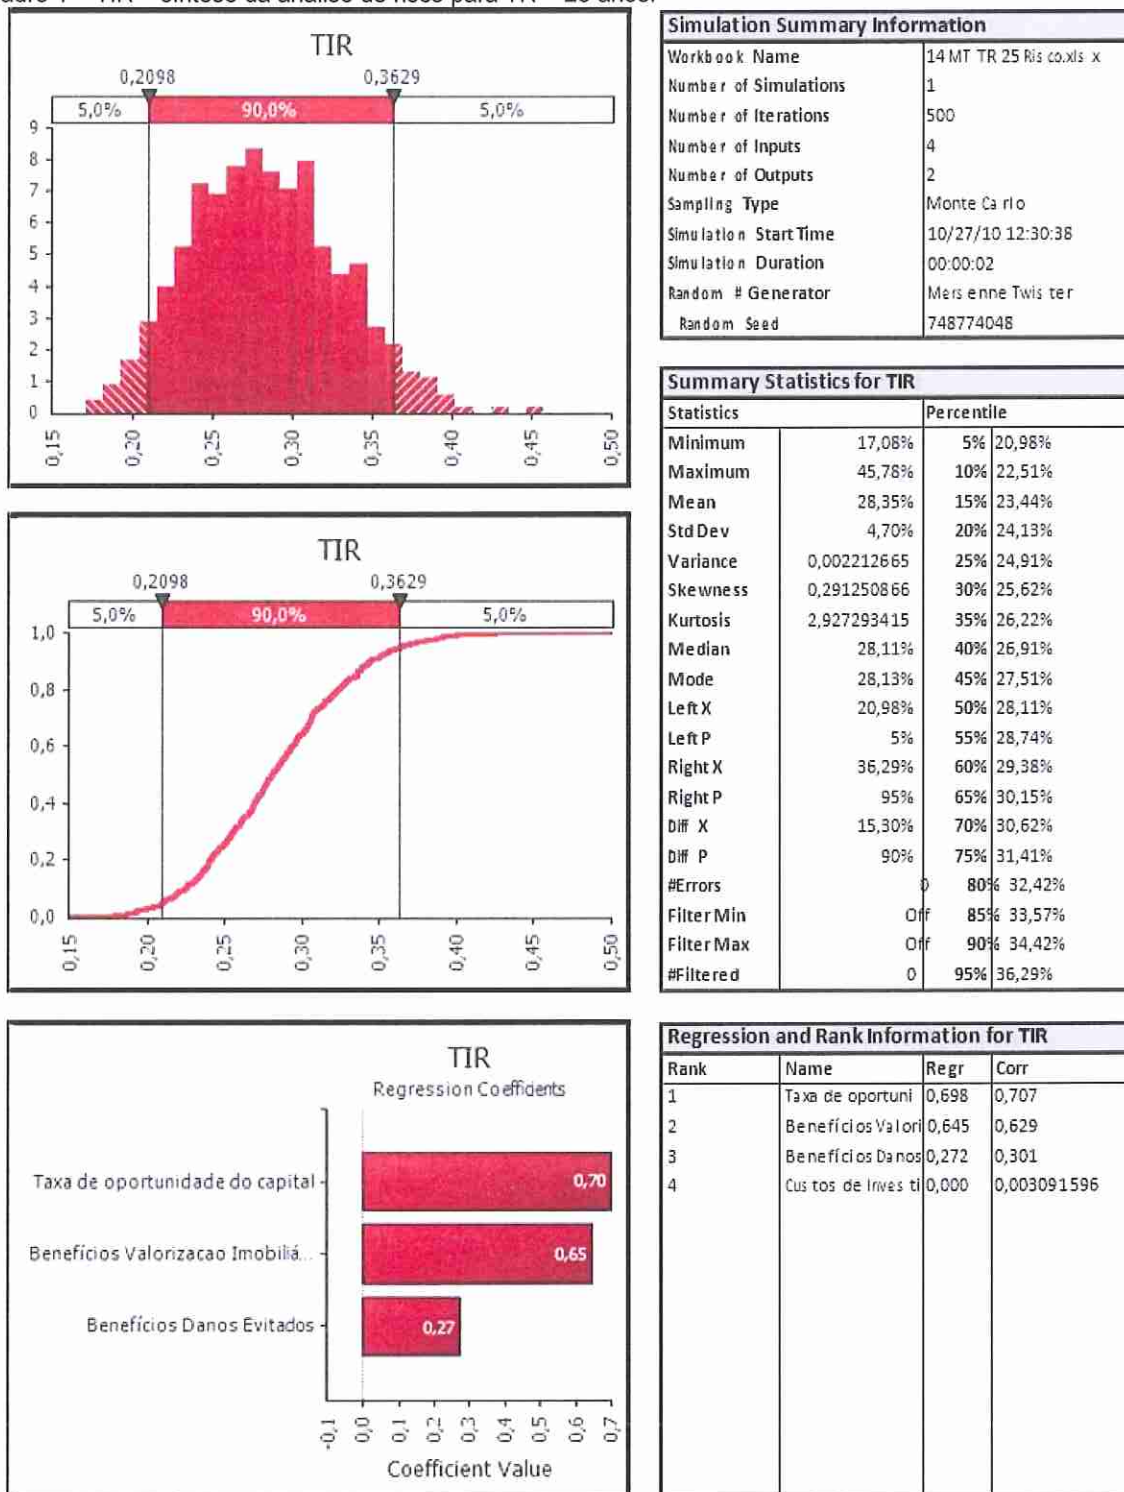 TIR
0,2098 0,3629
5,0% 90,0% 5,0%
9
8
7
6
5
4
3
2
1
0
0,15 0,20 0,25 0,30 0,35 0,40 0,45 0,50
Simulation Summary Information
Workbook Name 14 MT TR 25 Risco.xlsx
Number of Simulations 1
Number of Iterations 500
Number of Inputs 4
Number of Outputs 2
Sampling Type Monte Carlo
Simulation Start Time 10/27/10 12:30:38
Simulation Duration 00:00:02
Random # Generator Mersenne Twister
Random Seed 748774048
TIR
0,2098 0,3629
5,0% 90,0% 5,0%
1,0
0,8
0,6
0,4
0,2
0,0
0,15 0,20 0,25 0,30 0,35 0,40 0,45 0,50
Summary Statistics for TIR
Statistics Percentile
Minimum 17,08% 5% 20,98%
Maximum 45,78% 10% 22,51%
Mean 28,35% 15% 23,44%
Std Dev 4,70% 20% 24,13%
Variance 0,002212665 25% 24,91%
Skewness 0,291250866 30% 25,62%
Kurtosis 2,927293415 35% 26,22%
Median 28,11% 40% 26,91%
Mode 28,13% 45% 27,51%
Left X 20,98% 50% 28,11%
Left P 5% 55% 28,74%
Right X 36,29% 60% 29,38%
Right P 95% 65% 30,15%
Diff X 15,30% 70% 30,62%
Diff P 90% 75% 31,41%
#Errors 0 80% 32,42%
Filter Min Off 85% 33,57%
Filter Max Off 90% 34,42%
#Filtered 0 95% 36,29%
TIR
Regression Coefficients
Taxa de oportunidade do capital 0,70
Benefícios Valorizacao Imobiliá... 0,65
Benefícios Danos Evitados 0,27
-0,1 0,0 0,1 0,2 0,3 0,4 0,5 0,6 0,7
Coefficient Value
Regression and Rank Information for TIR
Rank Name Regr Corr
1 Taxa de oportuni 0,698 0,707
2 Benefícios Valori 0,645 0,629
3 Benefícios Danos 0,272 0,301
4 Custos de Investi 0,000 0,003091596